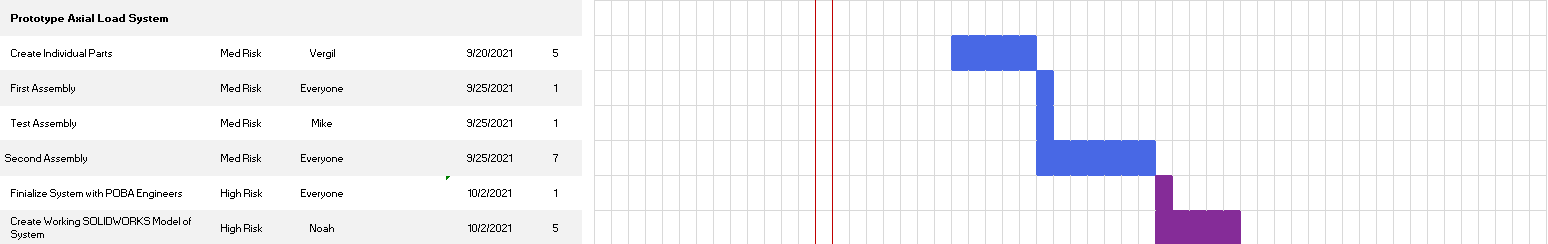 Prototype Axial Load System
Create Individual Parts Med Risk Vergil 9/20/2021 5
First Assembly Med Risk Everyone 9/25/2021 1
Test Assembly Med Risk Mike 9/25/2021 1
Second Assembly Med Risk Everyone 9/25/2021 7
Finialize System with POBA Engineers High Risk Everyone 10/2/2021 1
Create Working SOLIDWORKS Model of
System High Risk Noah 10/2/2021 5